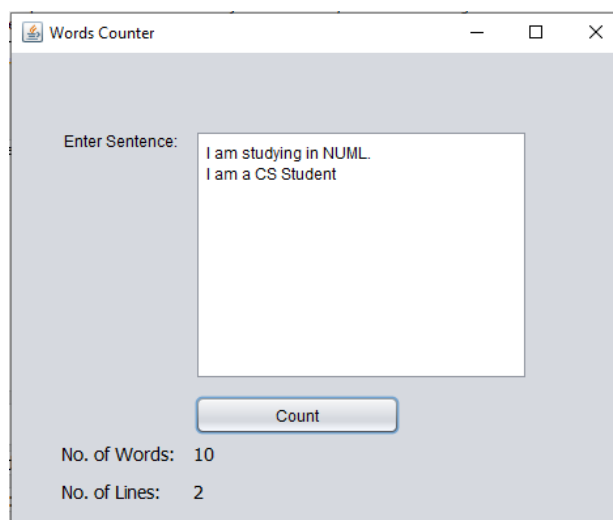 Words Counter
Enter Sentence:
I am studying in NUML.
I am a CS Student
Count
No. of Words: 10
No. of Lines: 2